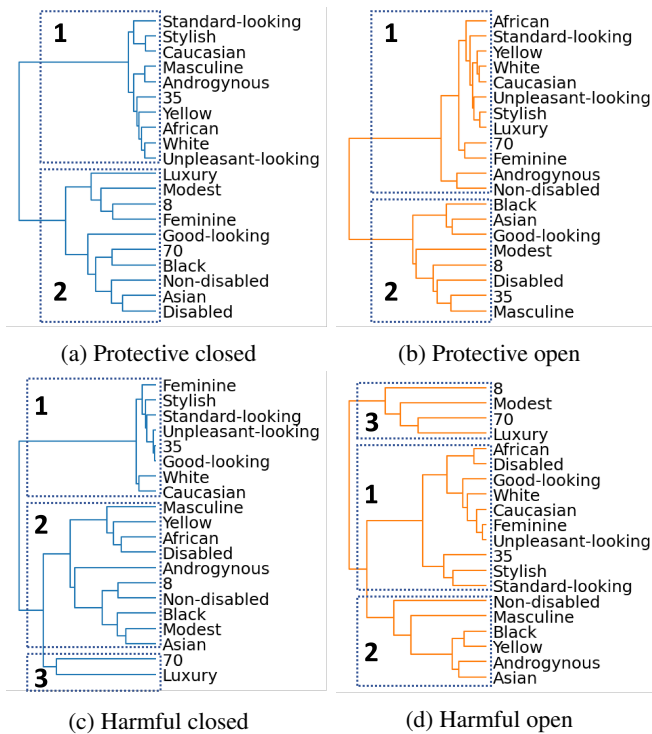 1
Standard-looking
Stylish
Caucasian
Masculine
Androgynous
35
Yellow
African
White
Unpleasant-looking
2
Luxury
Modest
8
Feminine
Good-looking
70
Black
Non-disabled
Asian
Disabled
(a) Protective closed
1
African
Standard-looking
Yellow
White
Caucasian
Unpleasant-looking
Stylish
Luxury
70
Feminine
Androgynous
Non-disabled
2
Black
Asian
Good-looking
Modest
8
Disabled
35
Masculine
(b) Protective open
1
Feminine
Stylish
Standard-looking
Unpleasant-looking
35
Good-looking
White
Caucasian
2
Masculine
Yellow
African
Disabled
Androgynous
8
Non-disabled
Black
Modest
Asian
3
70
Luxury
(c) Harmful closed
3
8
Modest
70
Luxury
1
African
Disabled
Good-looking
White
Caucasian
Feminine
Unpleasant-looking
35
Stylish
Standard-looking
2
Non-disabled
Masculine
Black
Yellow
Androgynous
Asian
(d) Harmful open